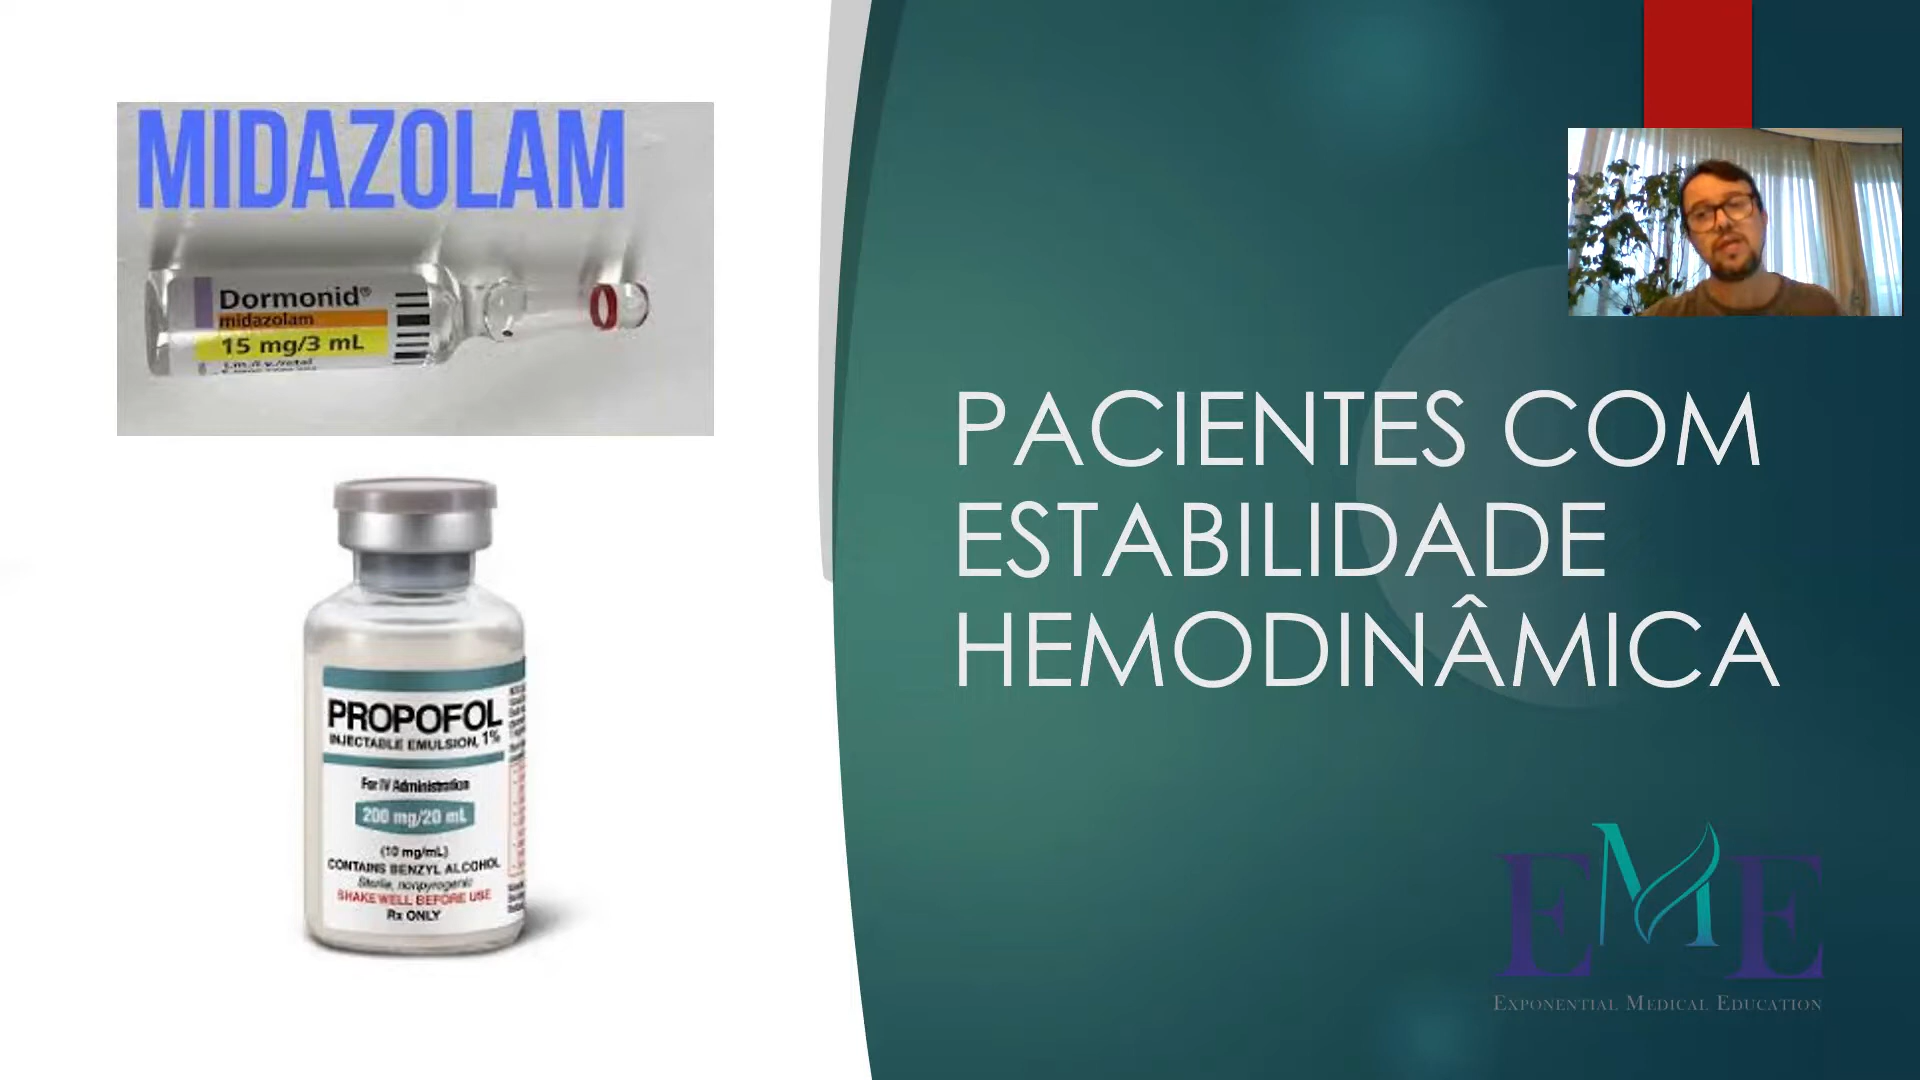 MIDAZOLAM
Dormonid®
midazolam
15 mg/3 mL
i.m./i.v./retal
PROPOFOL
INJECTABLE EMULSION, 1%
For IV Administration
200 mg/20 mL
(10 mg/mL)
CONTAINS BENZYL ALCOHOL
Sterile, nonpyrogenic
SHAKE WELL BEFORE USE
Rx ONLY
PACIENTES COM
ESTABILIDADE
HEMODINÂMICA
EME
EXPONENTIAL MEDICAL EDUCATION